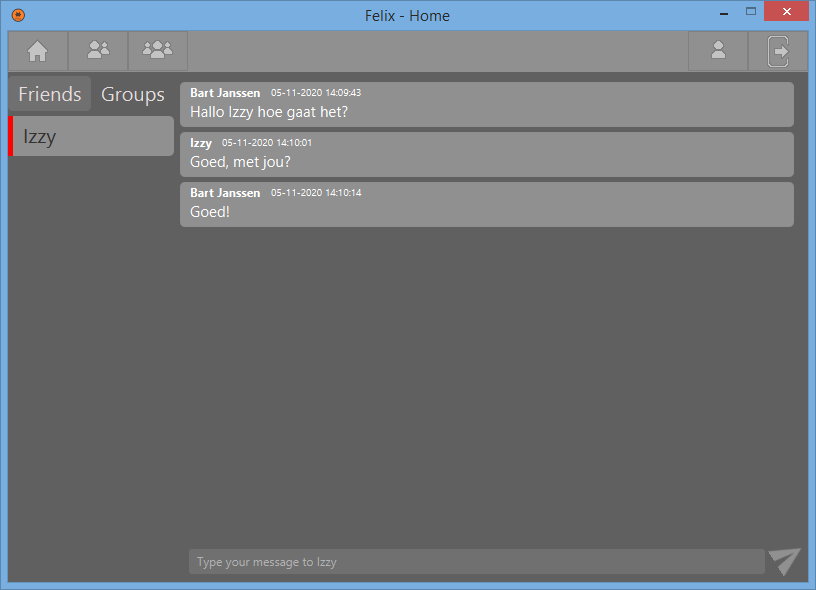 Felix - Home
Friends Groups
Izzy
Bart Janssen 05-11-2020 14:09:43
Hallo Izzy hoe gaat het?
Izzy 05-11-2020 14:10:01
Goed, met jou?
Bart Janssen 05-11-2020 14:10:14
Goed!
Type your message to Izzy